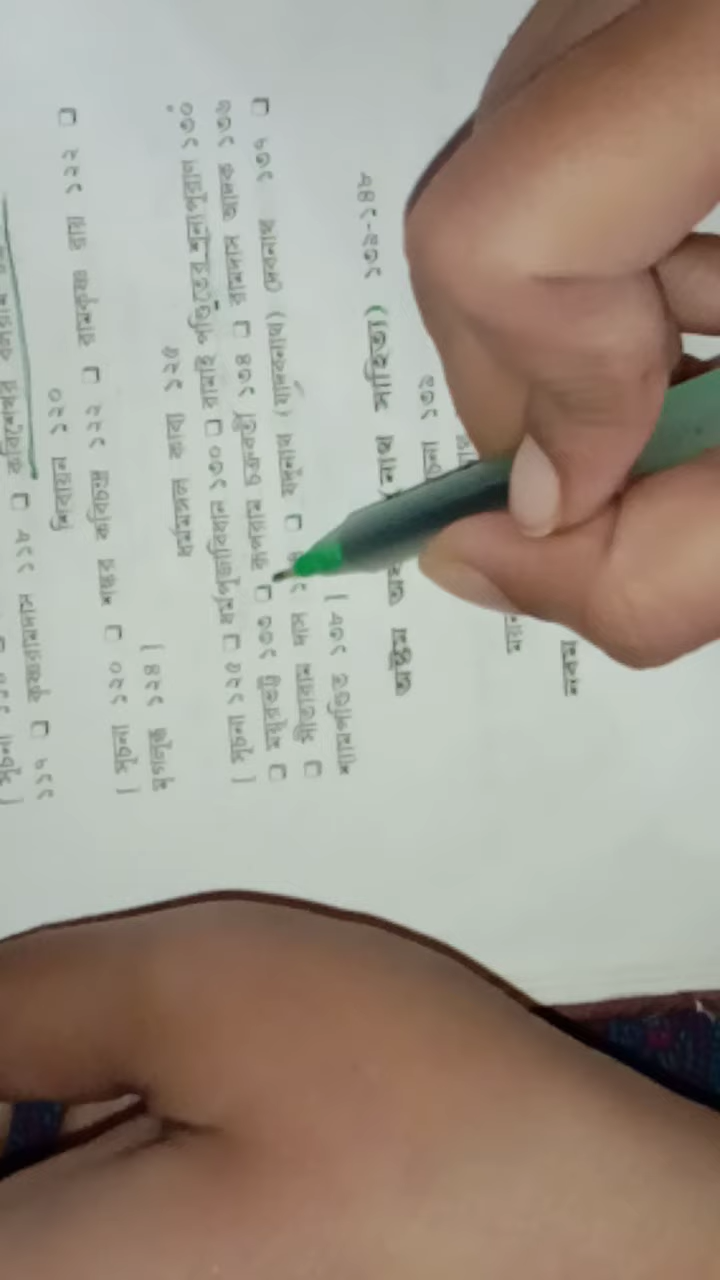 [ সূচনা
১১৭ □ কৃষ্ণরামদাস ১১৮ □ কবিশেখর বলরাম
শিবায়ন ১২০
[ সূচনা ১২০ □ শঙ্কর কবিচন্দ্র ১২২ □ রামকৃষ্ণ রায় ১২২ □
মৃগলুব্ধ ১২৪ ]
ধর্মমঙ্গল কাব্য ১২৫
[ সূচনা ১২৫ □ ধর্মপূজাবিধান ১৩০ □ রামাই পণ্ডিতের শূন্যপুরাণ ১৩০
□ ময়ূরভট্ট ১৩৩ □ রূপরাম চক্রবর্তী ১৩৪ □ রামদাস আদক ১৩৬
□ সীতারাম দাস □ যদুনাথ (যাদবনাথ) দেবনাথ ১৩৭ □
শ্যামপণ্ডিত ১৩৮ ]
অষ্টম (নাথ সাহিত্য) ১৩৯-১৪৮
১৩৯